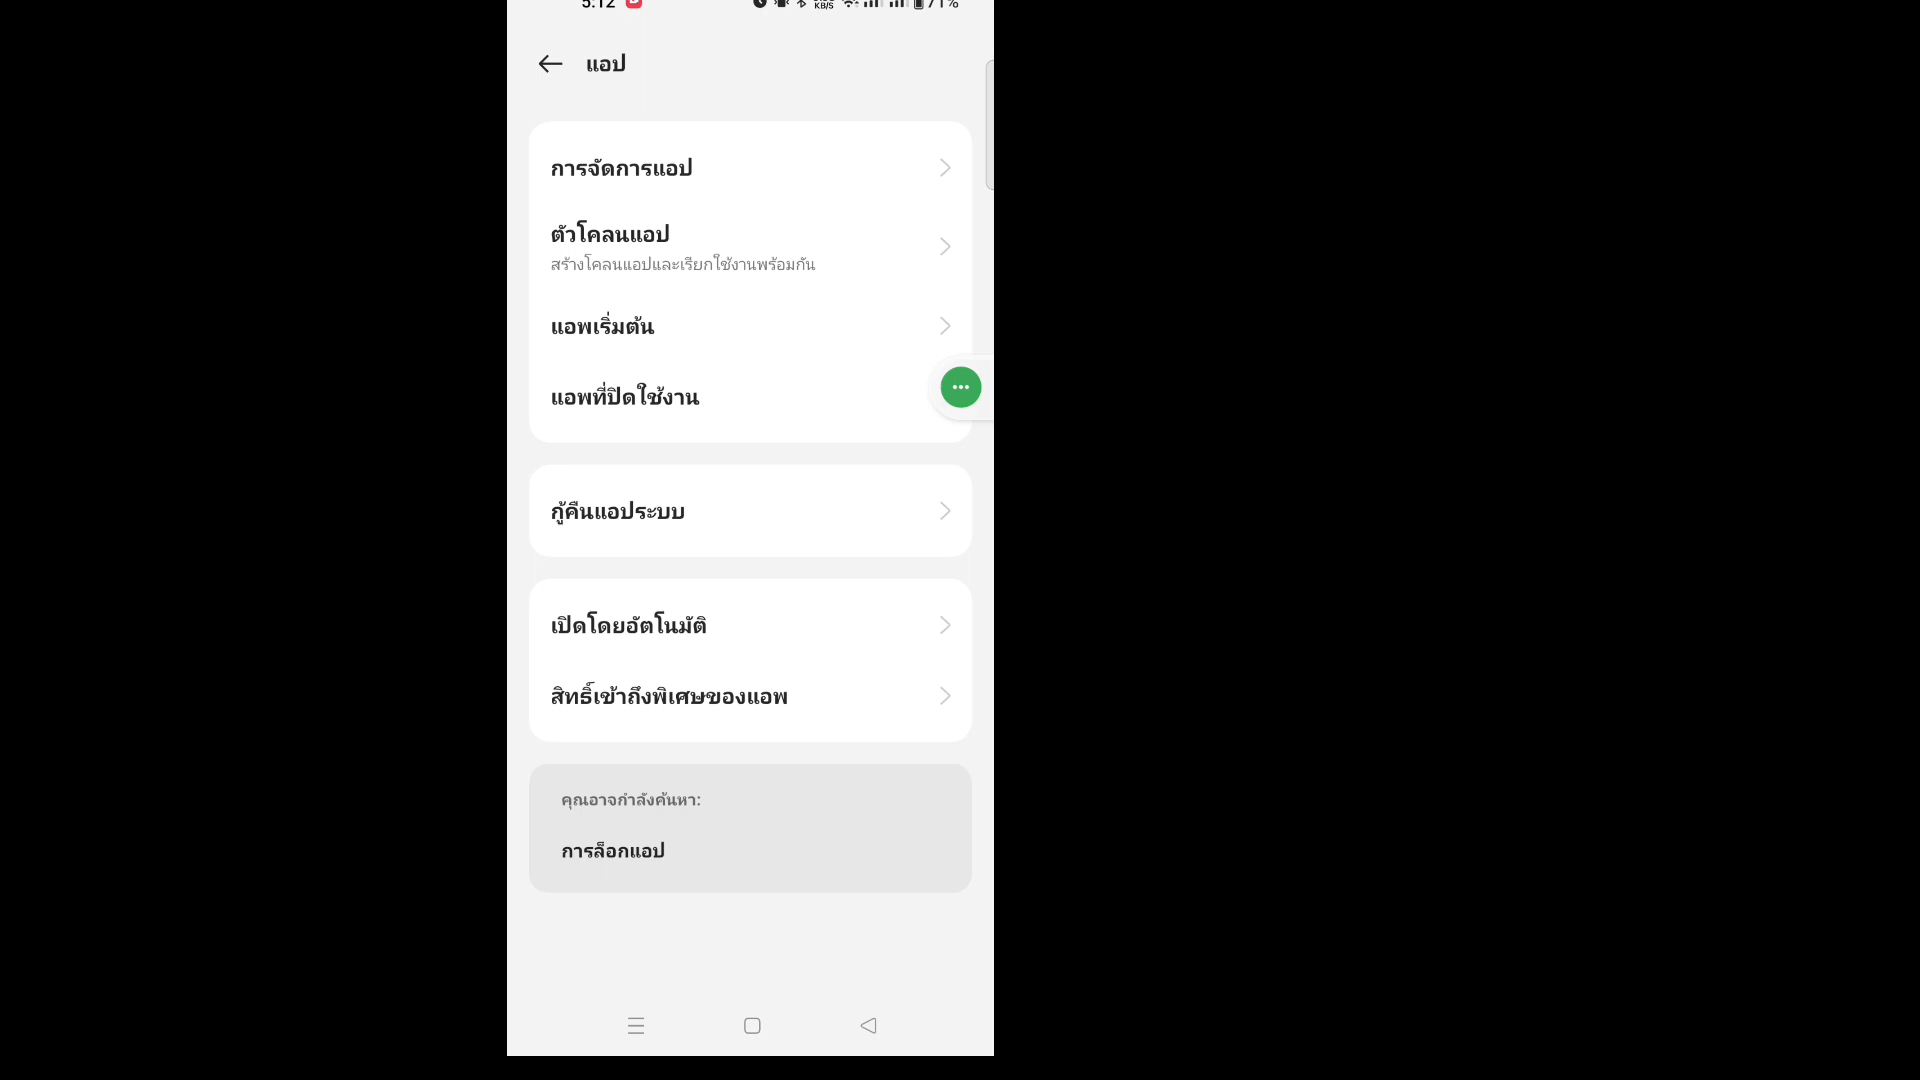 5:12 KB/S 71%
แอป
การจัดการแอป
ตัวโคลนแอป
สร้างโคลนแอปและเรียกใช้งานพร้อมกัน
แอพเริ่มต้น
แอพที่ปิดใช้งาน
กู้คืนแอประบบ
เปิดโดยอัตโนมัติ
สิทธิ์เข้าถึงพิเศษของแอพ
คุณอาจกำลังค้นหา:
การล็อกแอป